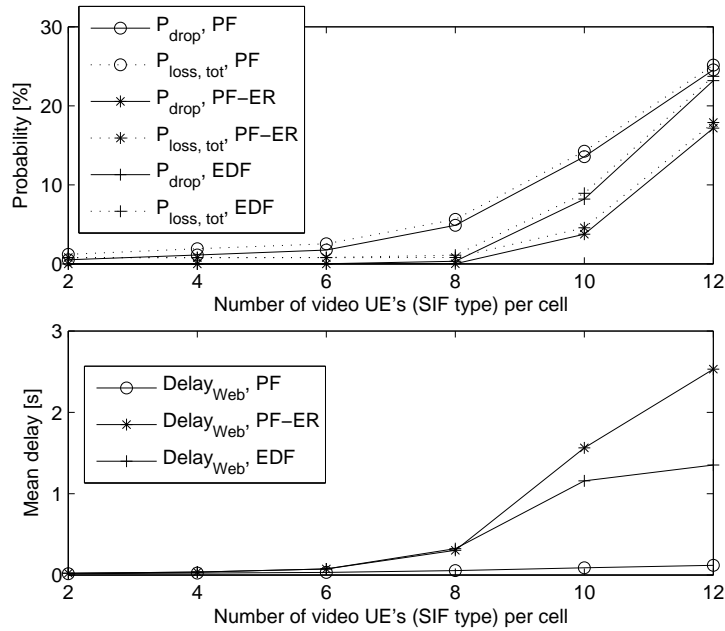 30
20
10
0
Probability [%]
P_drop, PF
P_loss, tot, PF
P_drop, PF−ER
P_loss, tot, PF−ER
P_drop, EDF
P_loss, tot, EDF
2 4 6 8 10 12
Number of video UE's (SIF type) per cell
3
2
1
0
Mean delay [s]
Delay_Web, PF
Delay_Web, PF−ER
Delay_Web, EDF
2 4 6 8 10 12
Number of video UE's (SIF type) per cell